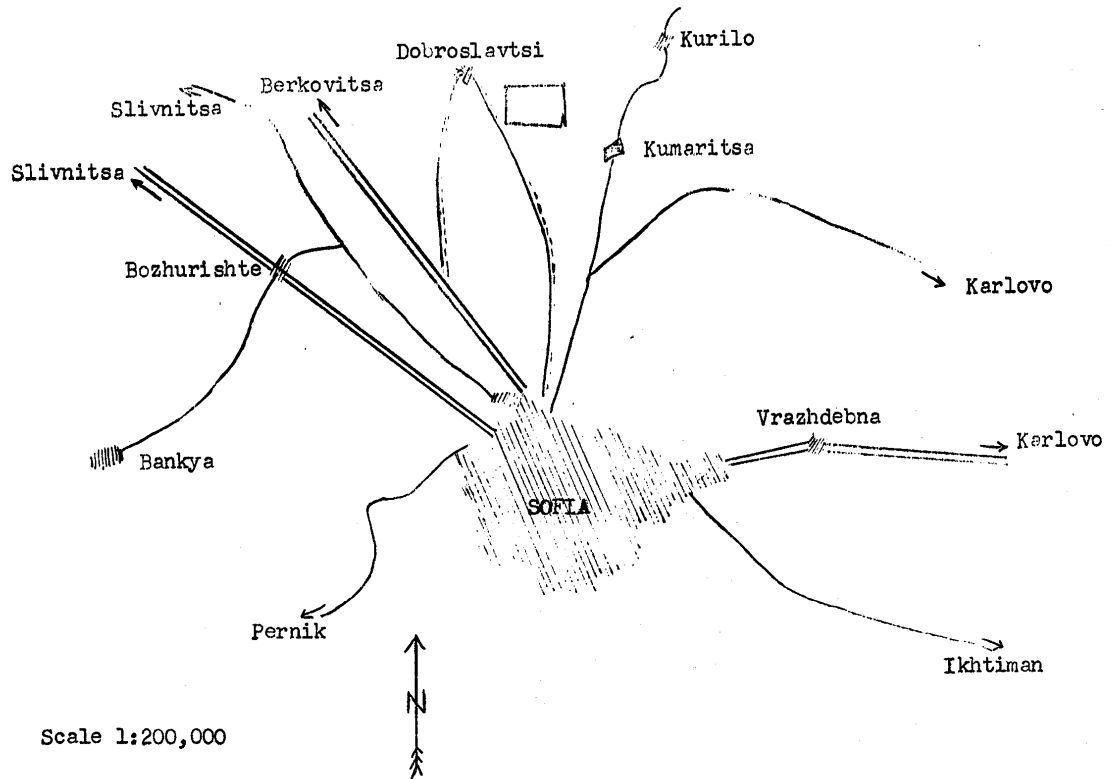 Kurilo
Dobroslavtsi
Berkovitsa
Slivnitsa
Kumaritsa
Slivnitsa
Bozhurishte
Karlovo
Vrazhdebna
Karlovo
Bankya
SOFIA
Pernik
Ikhtiman
N
Scale 1:200,000